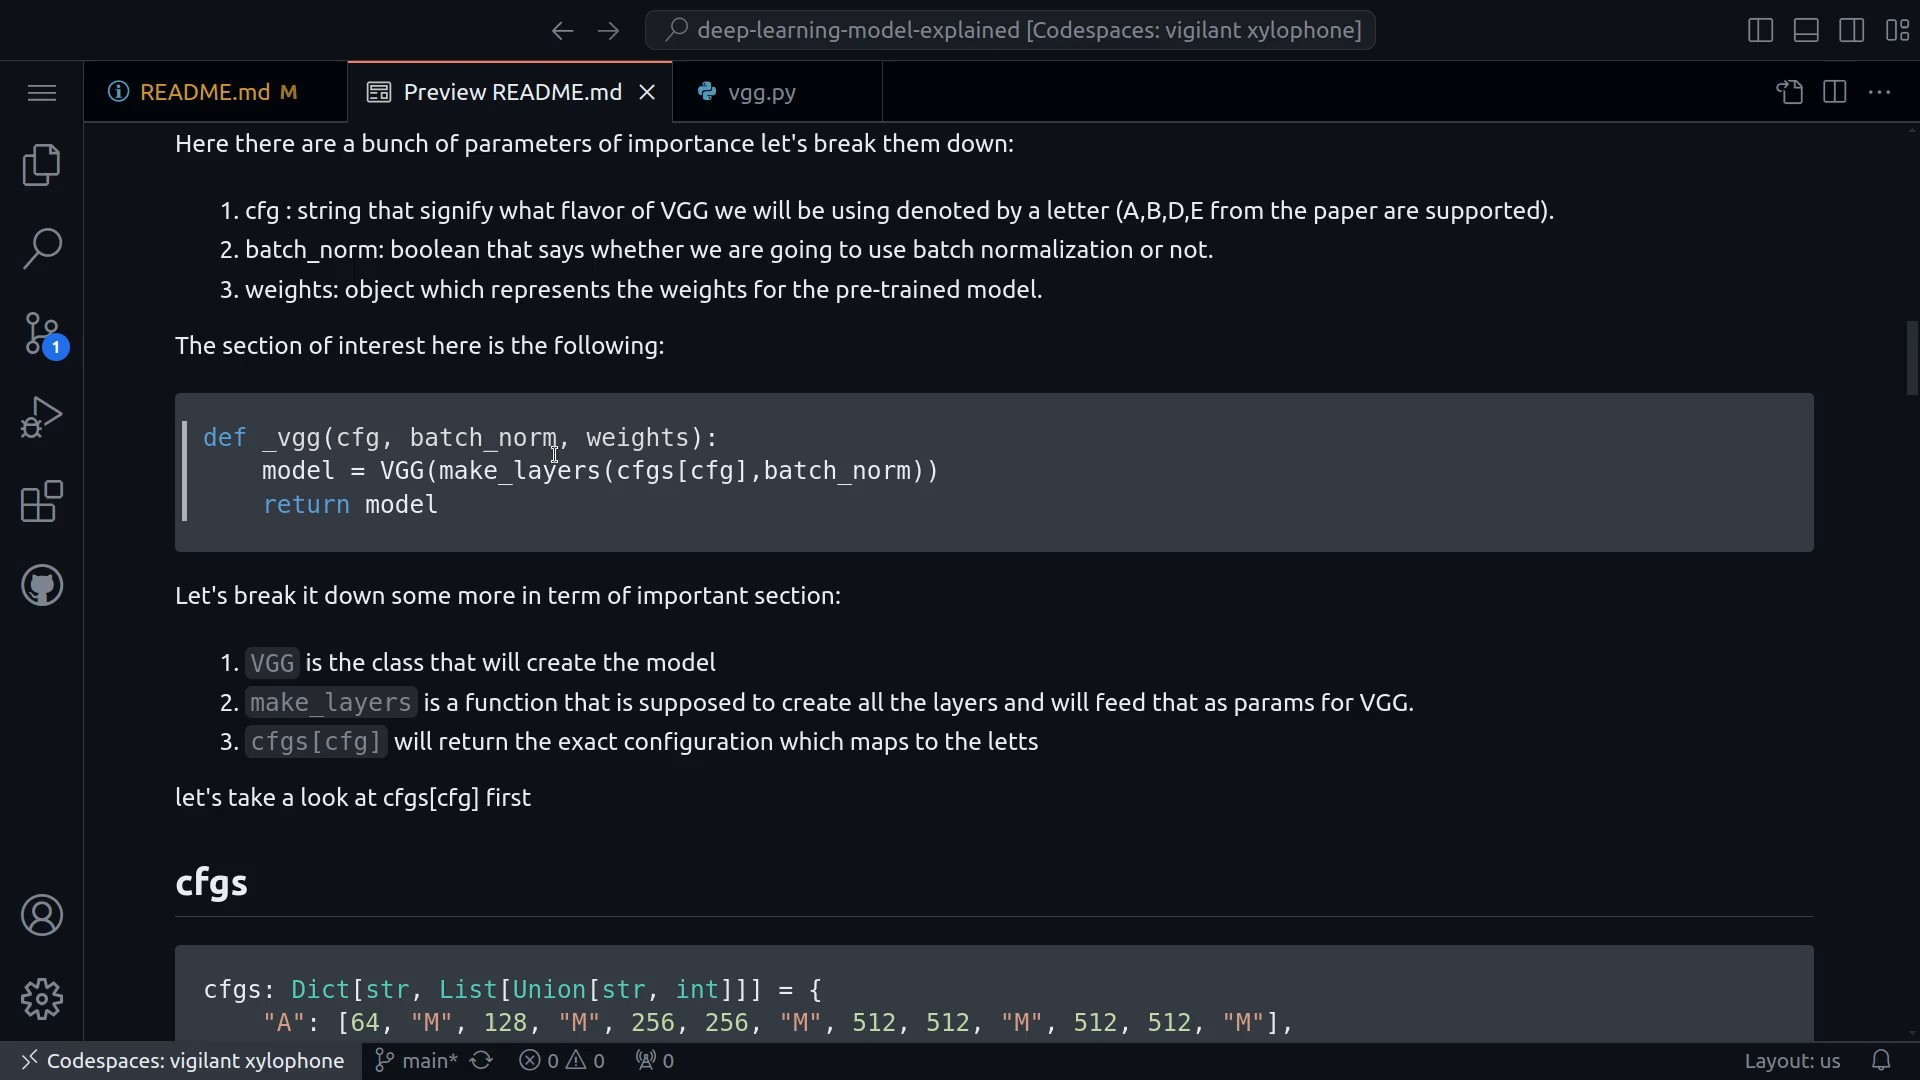 deep-learning-model-explained [Codespaces: vigilant xylophone]
README.md M
Preview README.md
vgg.py
Here there are a bunch of parameters of importance let's break them down:
1. cfg : string that signify what flavor of VGG we will be using denoted by a letter (A,B,D,E from the paper are supported).
2. batch_norm: boolean that says whether we are going to use batch normalization or not.
3. weights: object which represents the weights for the pre-trained model.
The section of interest here is the following:
def _vgg(cfg, batch_norm, weights):
    model = VGG(make_layers(cfgs[cfg],batch_norm))
    return model
Let's break it down some more in term of important section:
1. VGG is the class that will create the model
2. make_layers is a function that is supposed to create all the layers and will feed that as params for VGG.
3. cfgs[cfg] will return the exact configuration which maps to the letts
let's take a look at cfgs[cfg] first
cfgs
cfgs: Dict[str, List[Union[str, int]]] = {
    "A": [64, "M", 128, "M", 256, 256, "M", 512, 512, "M", 512, 512, "M"],
1
Codespaces: vigilant xylophone
main*
0
0
0
Layout: us